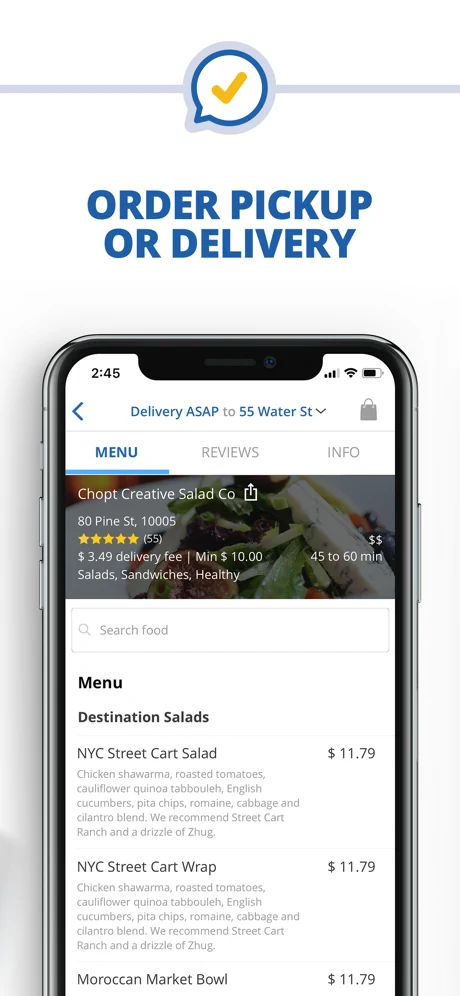 ORDER PICKUP
OR DELIVERY
2:45
Delivery ASAP to 55 Water St
MENU
REVIEWS
INFO
Chopt Creative Salad Co
80 Pine St, 10005
(55)
$$
$ 3.49 delivery fee | Min $ 10.00
45 to 60 min
Salads, Sandwiches, Healthy
Search food
Menu
Destination Salads
NYC Street Cart Salad
$ 11.79
Chicken shawarma, roasted tomatoes,
cauliflower quinoa tabbouleh, English
cucumbers, pita chips, romaine, cabbage and
cilantro blend. We recommend Street Cart
Ranch and a drizzle of Zhug.
NYC Street Cart Wrap
$ 11.79
Chicken shawarma, roasted tomatoes,
cauliflower quinoa tabbouleh, English
cucumbers, pita chips, romaine, cabbage and
cilantro blend. We recommend Street Cart
Ranch and a drizzle of Zhug.
Moroccan Market Bowl
$ 11.79